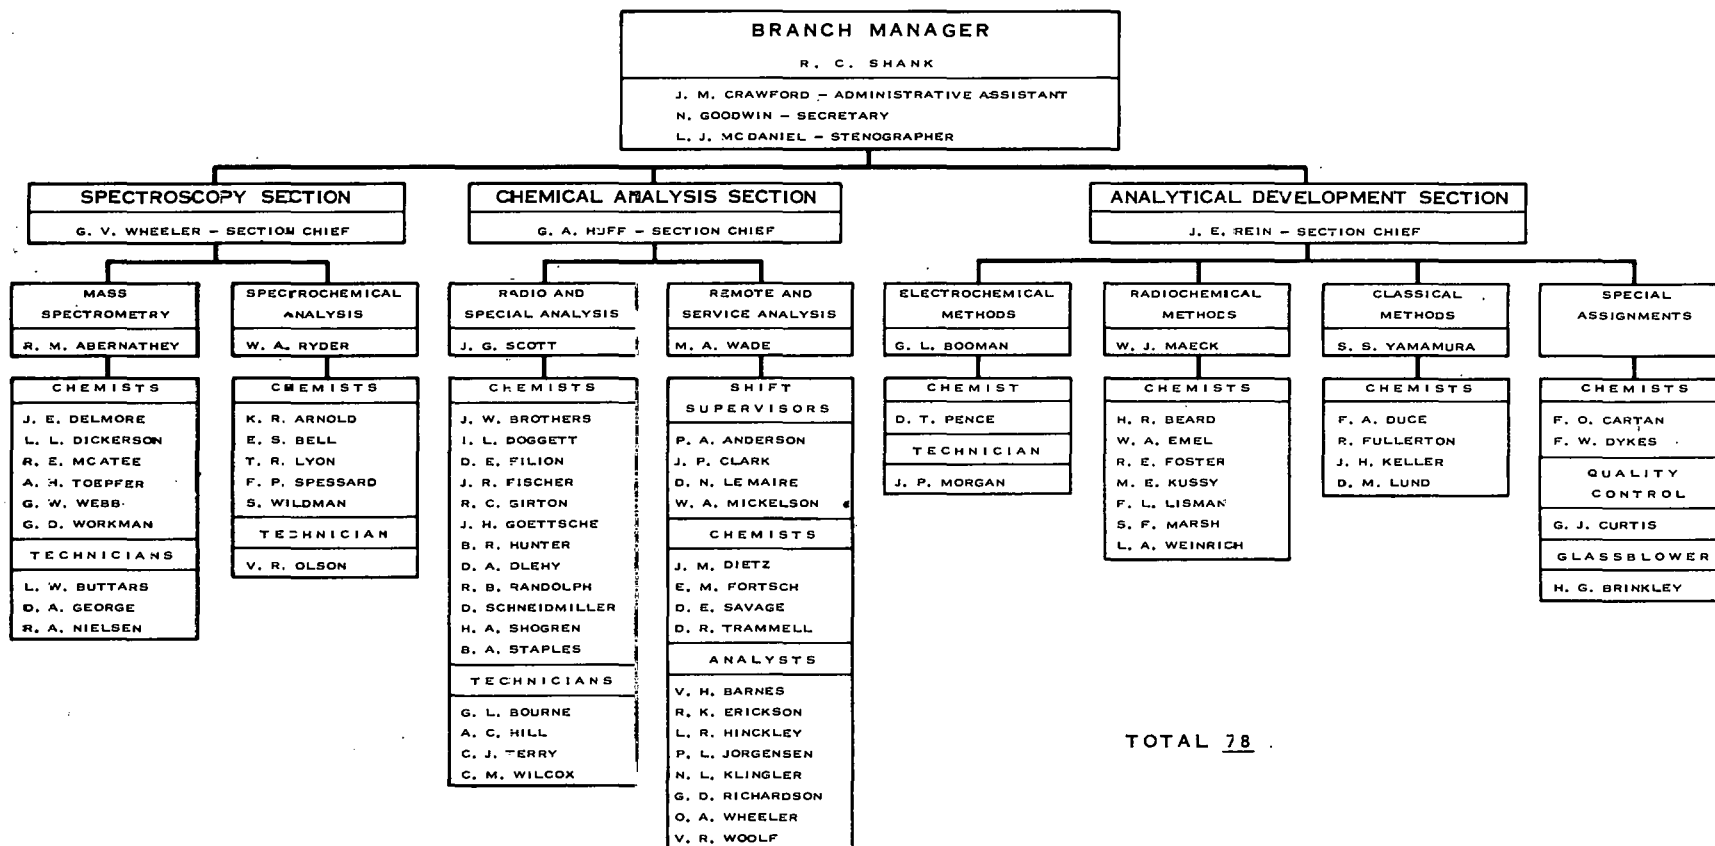 BRANCH MANAGER
R. C. SHANK
J. M. CRAWFORD – ADMINISTRATIVE ASSISTANT
N. GOODWIN – SECRETARY
L. J. MCDANIEL – STENOGRAPHER
SPECTROSCOPY SECTION
G. V. WHEELER – SECTION CHIEF
MASS
SPECTROMETRY
R. M. ABERNATHEY
CHEMISTS
J. E. DELMORE
L. L. DICKERSON
R. E. MCATEE
A. H. TOEPFER
G. W. WEBB
G. D. WORKMAN
TECHNICIANS
L. W. BUTTARS
D. A. GEORGE
R. A. NIELSEN
SPECTROCHEMICAL
ANALYSIS
W. A. RYDER
CHEMISTS
K. R. ARNOLD
E. S. BELL
T. R. LYON
F. P. SPESSARD
S. WILDMAN
TECHNICIAN
V. R. OLSON
CHEMICAL ANALYSIS SECTION
G. A. HUFF – SECTION CHIEF
RADIO AND
SPECIAL ANALYSIS
J. G. SCOTT
CHEMISTS
J. W. BROTHERS
I. L. DOGGETT
D. E. FILION
J. R. FISCHER
R. C. GIRTON
J. H. GOETTSCHE
B. R. HUNTER
D. A. OLEHY
R. B. RANDOLPH
D. SCHNEIDMILLER
H. A. SHOGREN
B. A. STAPLES
TECHNICIANS
G. L. BOURNE
A. C. HILL
C. J. TERRY
C. M. WILCOX
REMOTE AND
SERVICE ANALYSIS
M. A. WADE
SHIFT
SUPERVISORS
P. A. ANDERSON
J. P. CLARK
D. N. LEMAIRE
W. A. MICKELSON
CHEMISTS
J. M. DIETZ
E. M. FORTSCH
D. E. SAVAGE
D. R. TRAMMELL
ANALYSTS
V. H. BARNES
R. K. ERICKSON
L. R. HINCKLEY
P. L. JORGENSEN
N. L. KLINGLER
G. D. RICHARDSON
O. A. WHEELER
V. R. WOOLF
ANALYTICAL DEVELOPMENT SECTION
J. E. REIN – SECTION CHIEF
ELECTROCHEMICAL
METHODS
G. L. BOOMAN
CHEMIST
D. T. PENCE
TECHNICIAN
J. P. MORGAN
RADIOCHEMICAL
METHODS
W. J. MAECK
CHEMISTS
H. R. BEARD
W. A. EMEL
R. E. FOSTER
M. E. KUSSY
F. L. LISMAN
S. F. MARSH
L. A. WEINRICH
CLASSICAL
METHODS
S. S. YAMAMURA
CHEMISTS
F. A. DUCE
R. FULLERTON
J. H. KELLER
D. M. LUND
SPECIAL
ASSIGNMENTS
CHEMISTS
F. O. CARTAN
F. W. DYKES
QUALITY
CONTROL
G. J. CURTIS
GLASSBLOWER
H. G. BRINKLEY
TOTAL 78